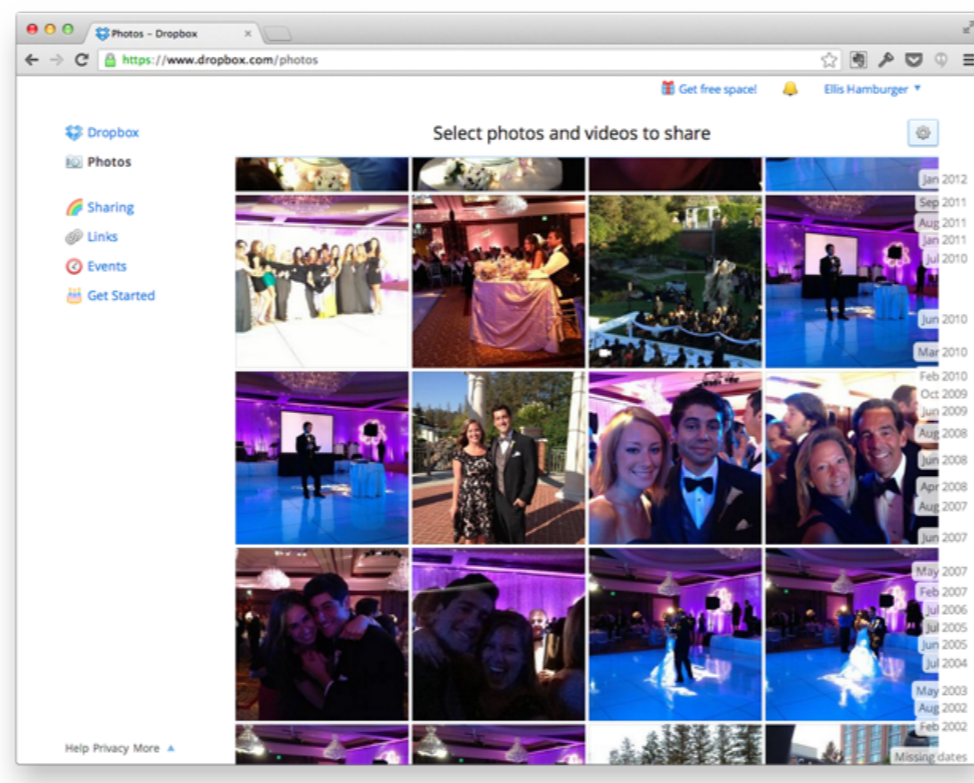 Photos – Dropbox
https://www.dropbox.com/photos
Get free space!
Ellis Hamburger
Dropbox
Photos
Sharing
Links
Events
Get Started
Select photos and videos to share
Jan 2012
Sep 2011
Aug 2011
Jan 2011
Jul 2010
Jun 2010
Mar 2010
Feb 2010
Oct 2009
Jun 2009
Aug 2008
Jun 2008
Apr 2008
Aug 2007
Jun 2007
May 2007
Feb 2007
Jul 2006
Jul 2005
Jun 2005
Jul 2004
May 2003
Aug 2002
Feb 2002
Missing dates
Help Privacy More